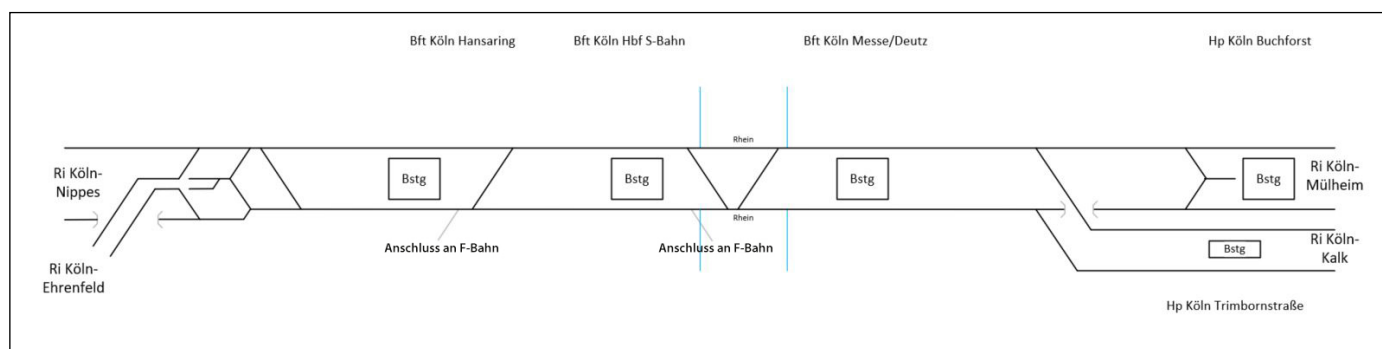 Bft Köln Hansaring
Bft Köln Hbf S-Bahn
Bft Köln Messe/Deutz
Hp Köln Buchforst
Rhein
Ri Köln-
Nippes
Bstg
Bstg
Bstg
Bstg
Ri Köln-
Mülheim
Rhein
Anschluss an F-Bahn
Anschluss an F-Bahn
Bstg
Ri Köln-
Kalk
Ri Köln-
Ehrenfeld
Hp Köln Trimbornstraße